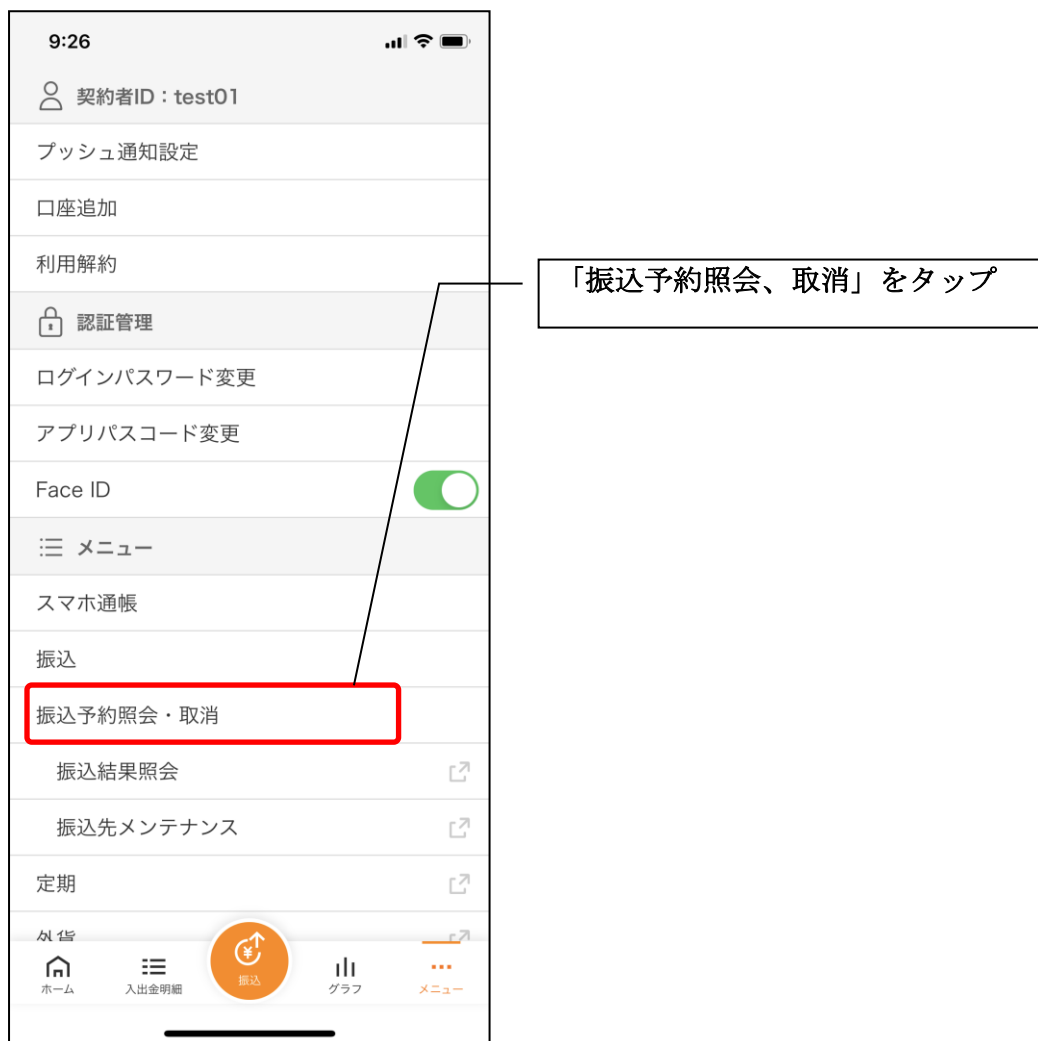 9:26
契約者ID：test01
プッシュ通知設定
口座追加
利用解約
「振込予約照会、取消」をタップ
認証管理
ログインパスワード変更
アプリパスコード変更
Face ID
メニュー
スマホ通帳
振込
振込予約照会・取消
振込結果照会
振込先メンテナンス
定期
外貨
ホーム
入出金明細
振込
グラフ
メニュー